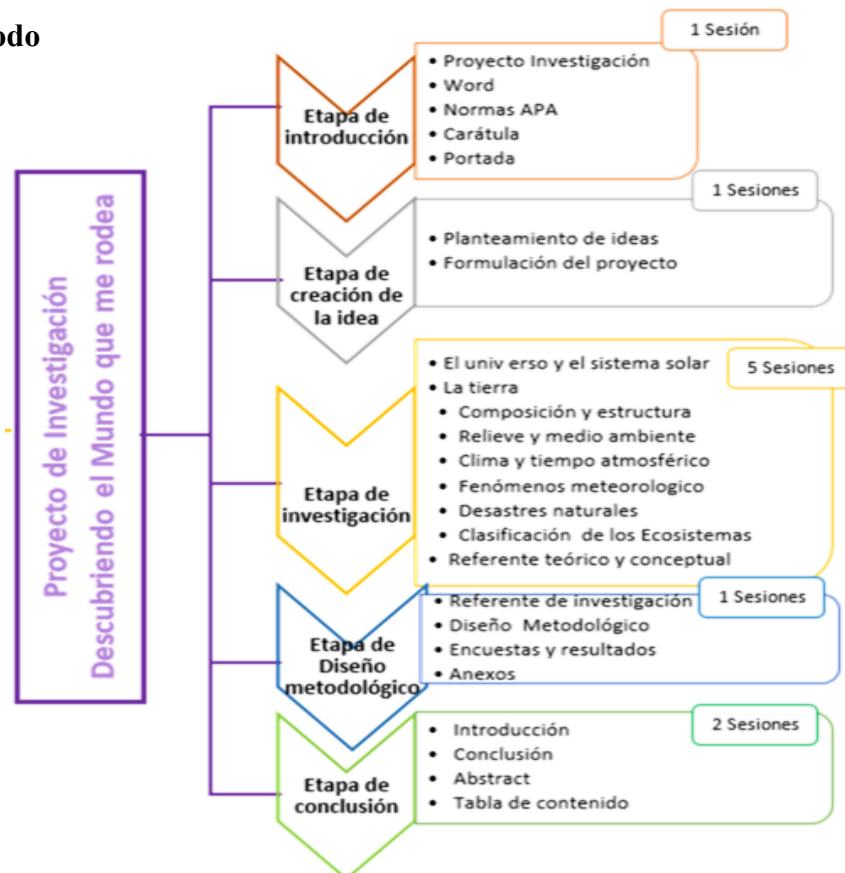 odo
Proyecto de Investigación
Descubriendo el Mundo que me rodea
Etapa de
introducción
1 Sesión
• Proyecto Investigación
• Word
• Normas APA
• Carátula
• Portada
Etapa de
creación de
la idea
1 Sesiones
• Planteamiento de ideas
• Formulación del proyecto
Etapa de
investigación
5 Sesiones
• El univ erso y el sistema solar
• La tierra
• Composición y estructura
• Relieve y medio ambiente
• Clima y tiempo atmosférico
• Fenómenos meteorologico
• Desastres naturales
• Clasificación de los Ecosistemas
• Referente teórico y conceptual
Etapa de
Diseño
metodológico
1 Sesiones
• Referente de investigación
• Diseño Metodológico
• Encuestas y resultados
• Anexos
Etapa de
conclusión
2 Sesiones
• Introducción
• Conclusión
• Abstract
• Tabla de contenido